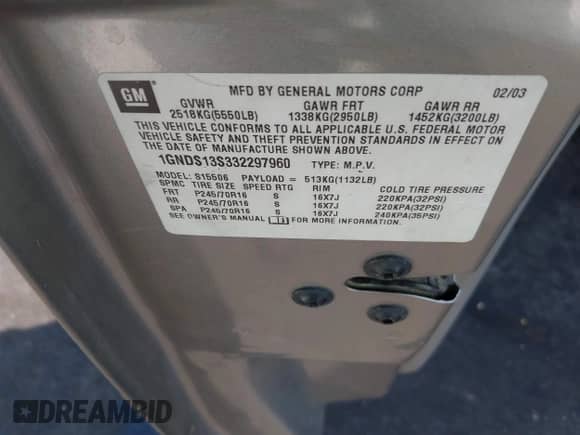 GM
MFD BY GENERAL MOTORS CORP 02/03
GVWR GAWR FRT GAWR RR
2518KG(5550LB) 1338KG(2950LB) 1452KG(3200LB)
THIS VEHICLE CONFORMS TO ALL APPLICABLE U.S. FEDERAL MOTOR
VEHICLE SAFETY AND THEFT PREVENTION STANDARDS IN EFFECT ON
THE DATE OF MANUFACTURE SHOWN ABOVE.
1GNDS13S332297960 TYPE: M.P.V.
MODEL: S15506 PAYLOAD = 513KG(1132LB)
SPMC TIRE SIZE SPEED RTG RIM COLD TIRE PRESSURE
FRT P245/70R16 S 16X7J 220KPA(32PSI)
RR P245/70R16 S 16X7J 220KPA(32PSI)
SPA P245/70R16 S 16X7J 240KPA(35PSI)
SEE OWNER'S MANUAL FOR MORE INFORMATION.
DREAMBID